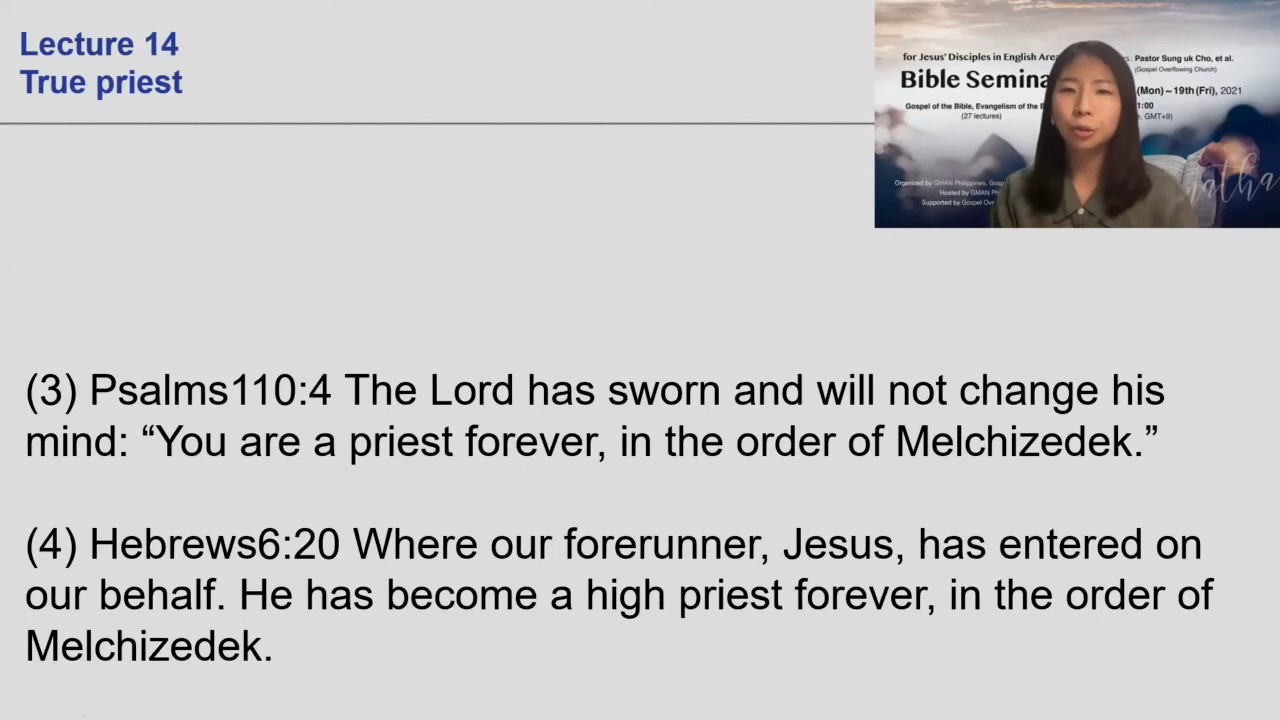 Lecture 14
True priest
for Jesus' Disciples in English Are
Bible Semina
Gospel of the Bible, Evangelism of the
(27 lectures)
Organized by GMAN Philippines,
Hosted by GMAN
Supported by Gospel
: Pastor Sung uk Cho, et al.
(Gospel Overflowing Church)
(Mon) ~ 19th (Fri), 2021
GMT+9)
(3) Psalms110:4 The Lord has sworn and will not change his
mind: “You are a priest forever, in the order of Melchizedek.”
(4) Hebrews6:20 Where our forerunner, Jesus, has entered on
our behalf. He has become a high priest forever, in the order of
Melchizedek.